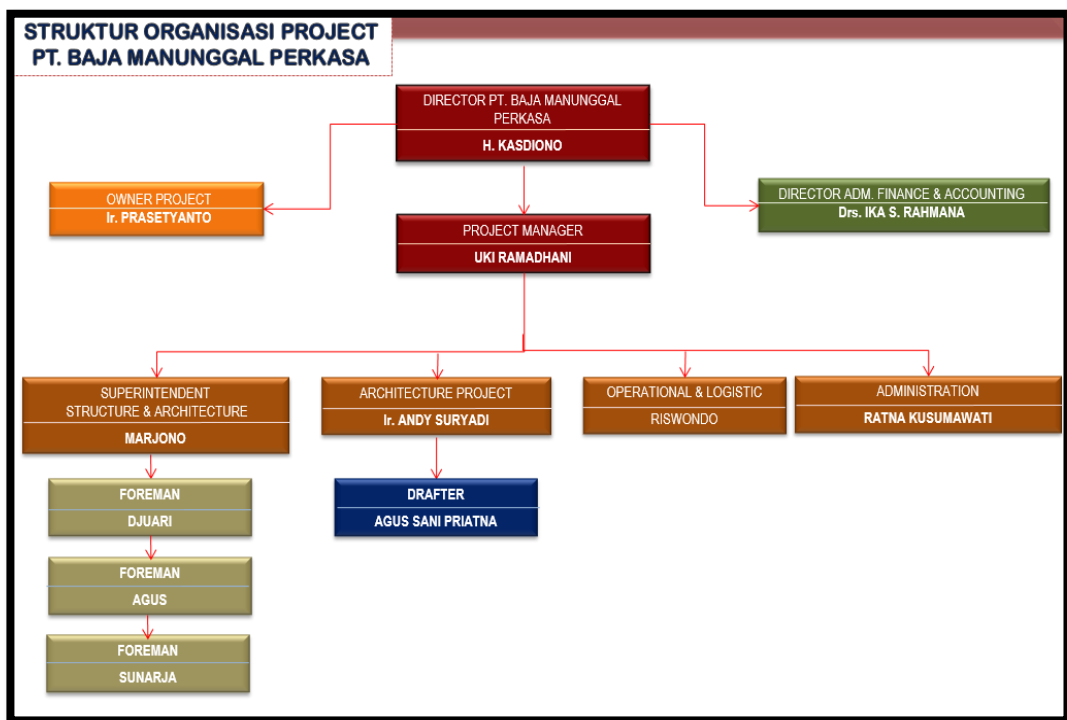 STRUKTUR ORGANISASI PROJECT
PT. BAJA MANUNGGAL PERKASA
DIRECTOR PT. BAJA MANUNGGAL
PERKASA
H. KASDIONO
OWNER PROJECT
Ir. PRASETYANTO
DIRECTOR ADM. FINANCE & ACCOUNTING
Drs. IKA S. RAHMANA
PROJECT MANAGER
UKI RAMADHANI
SUPERINTENDENT
STRUCTURE & ARCHITECTURE
MARJONO
ARCHITECTURE PROJECT
Ir. ANDY SURYADI
OPERATIONAL & LOGISTIC
RISWONDO
ADMINISTRATION
RATNA KUSUMAWATI
FOREMAN
DJUARI
DRAFTER
AGUS SANI PRIATNA
FOREMAN
AGUS
FOREMAN
SUNARJA